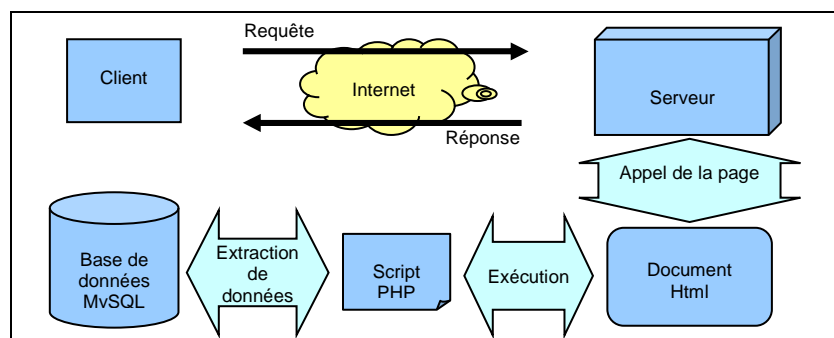 Requête
Client
Internet
Serveur
Réponse
Appel de la page
Base de
données
MySQL
Extraction
de
données
Script
PHP
Exécution
Document
Html